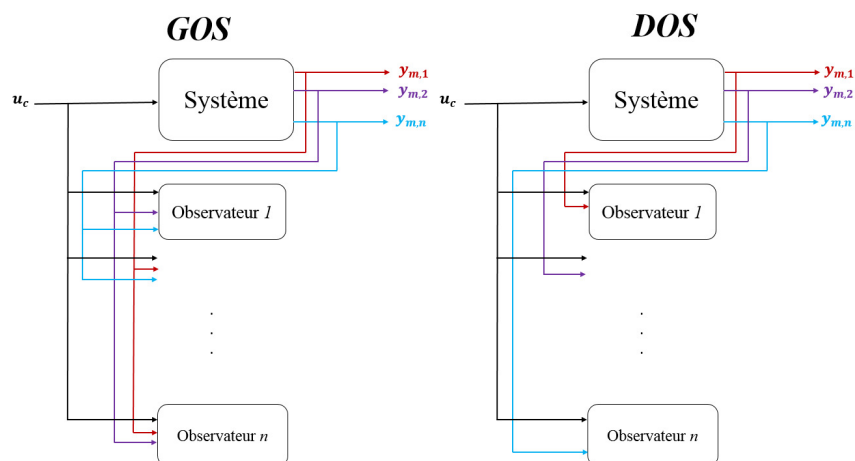 GOS
u_c
Système
y_{m,1}
y_{m,2}
y_{m,n}
Observateur 1
.
.
.
Observateur n
DOS
u_c
Système
y_{m,1}
y_{m,2}
y_{m,n}
Observateur 1
.
.
.
Observateur n